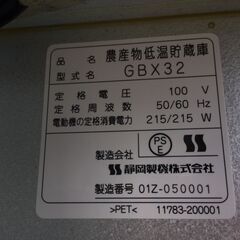 品名 農産物低温貯蔵庫
型式名 GBX32
定格電圧 100 V
定格周波数 50/60 Hz
電動機の定格消費電力 215/215 W
製造会社 PSE
静岡製機株式会社
製造番号 01Z-050001
>PET< 11783-200001